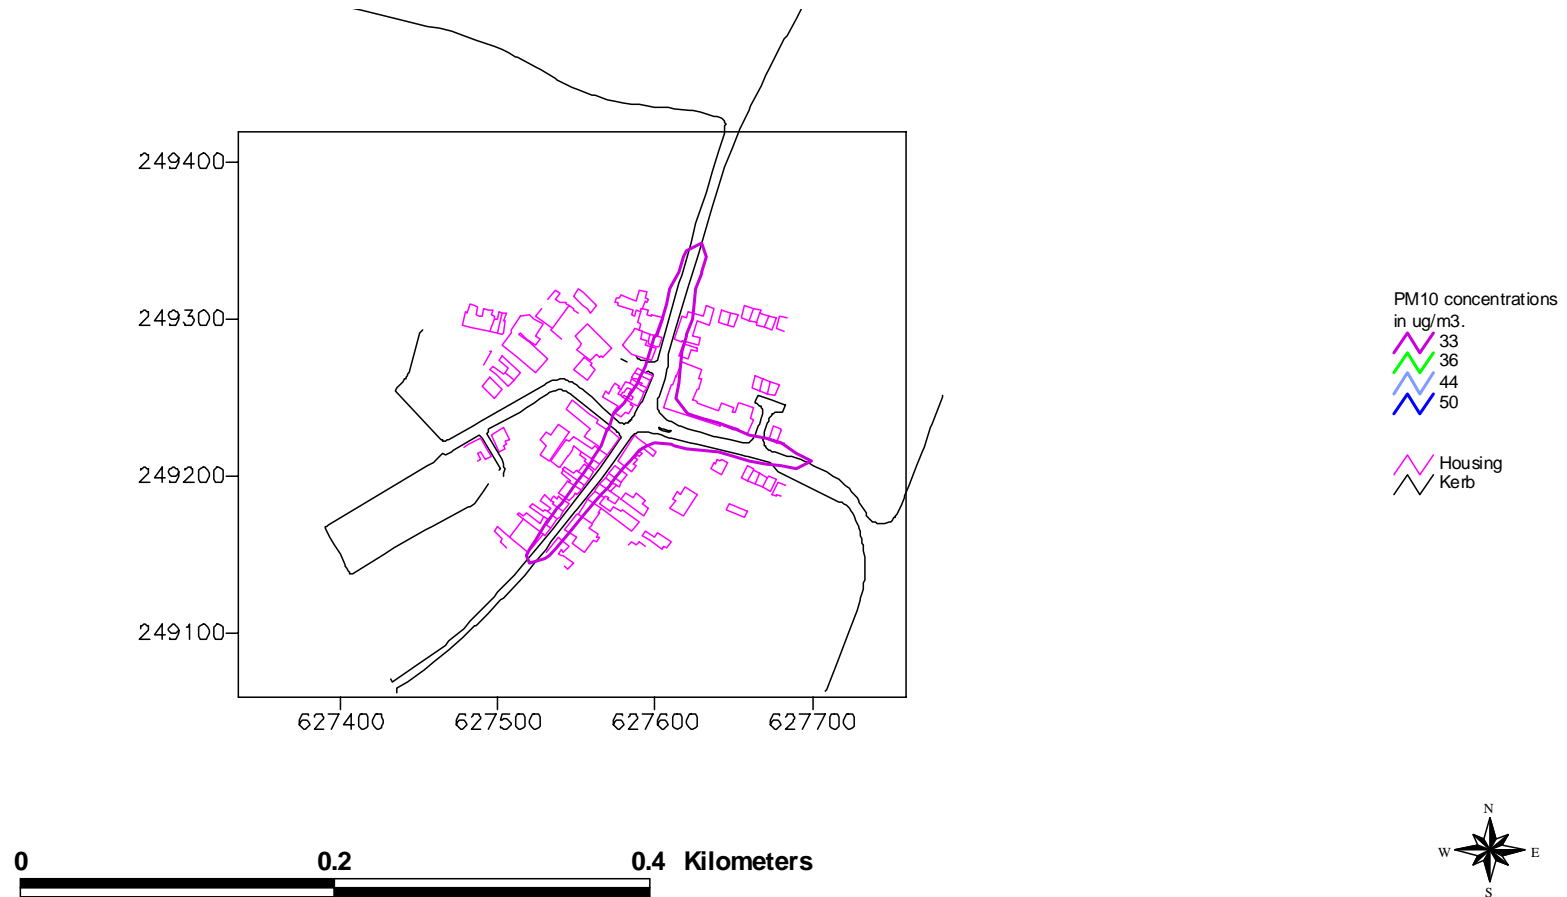 249400
249300
249200
249100
627400 627500 627600 627700
PM10 concentrations
in ug/m3.
33
36
44
50
Housing
Kerb
0 0.2 0.4 Kilometers
N
W E
S